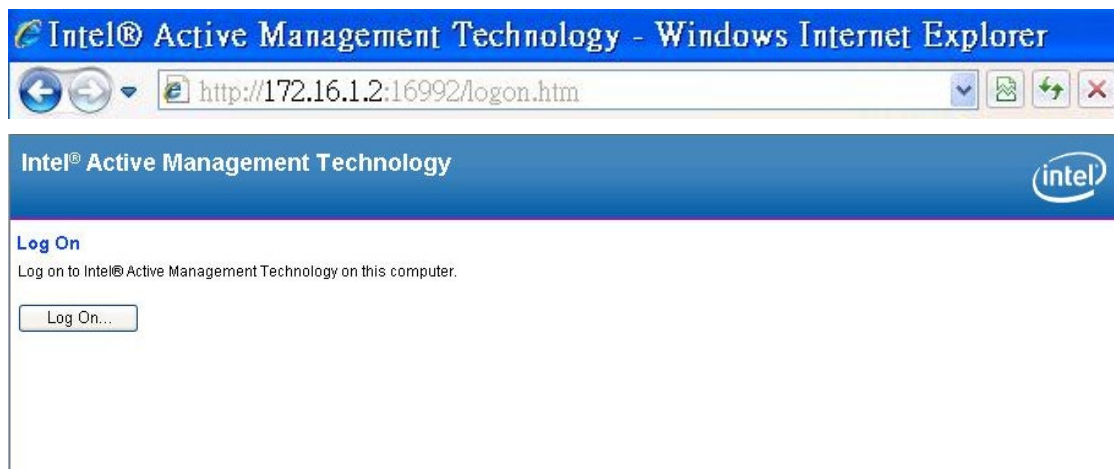 Intel® Active Management Technology - Windows Internet Explorer
http://172.16.1.2:16992/logon.htm
Intel® Active Management Technology
intel
Log On
Log on to Intel® Active Management Technology on this computer.
Log On...